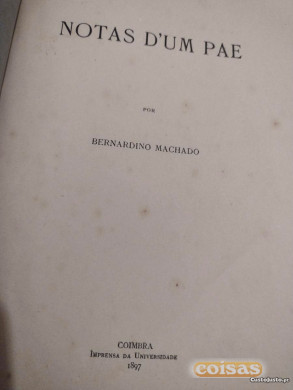 NOTAS D'UM PAE
POR
BERNARDINO MACHADO
COIMBRA
IMPRENSA DA UNIVERSIDADE
1897
coisas